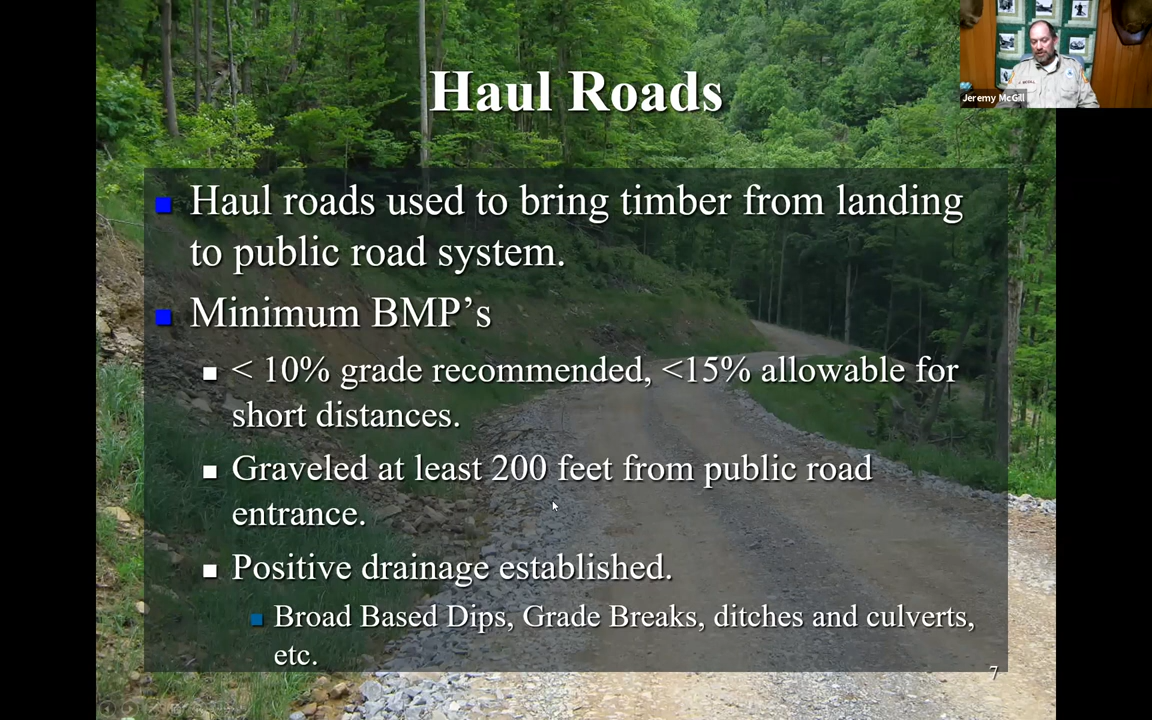 Haul Roads
Jeremy McGill
Haul roads used to bring timber from landing
to public road system.
Minimum BMP's
< 10% grade recommended, <15% allowable for
short distances.
Graveled at least 200 feet from public road
entrance.
Positive drainage established.
Broad Based Dips, Grade Breaks, ditches and culverts,
etc.
7